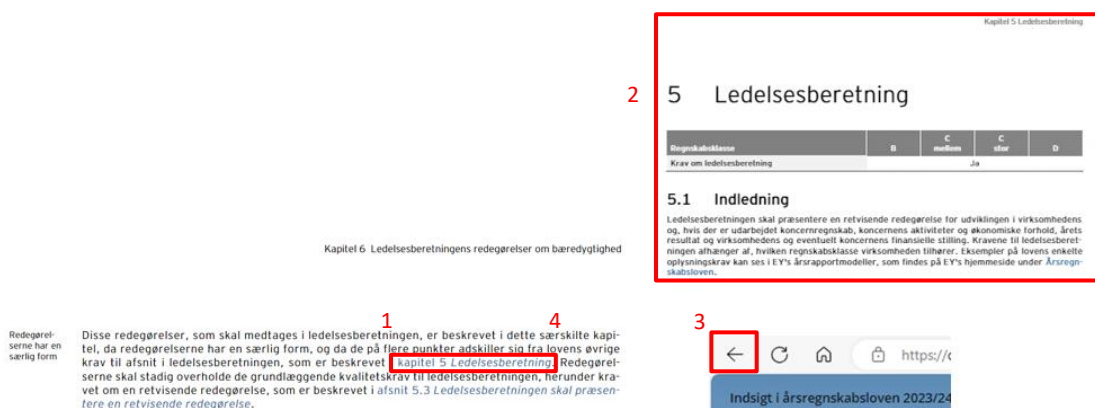 Kapitel 5 Ledelsesberetning
2
5 Ledelsesberetning
Regnskabsklasse B C mellem C stor D
Krav om ledelsesberetning Ja
5.1 Indledning
Ledelsesberetningen skal præsentere en retvisende redegørelse for udviklingen i virksomhedens
og, hvis der er udarbejdet koncernregnskab, koncernens aktiviteter og økonomiske forhold, årets
resultat og virksomhedens og eventuelt koncernens finansielle stilling. Kravene til ledelsesberet-
ningen afhænger af, hvilken regnskabsklasse virksomheden tilhører. Eksempler på lovens enkelte
oplysningskrav kan ses i EY's årsrapportmodeller, som findes på EY's hjemmeside under Årsregn-
skabsloven.
Kapitel 6 Ledelsesberetningens redegørelser om bæredygtighed
1 4
Redegørel-
serne har en
særlig form
Disse redegørelser, som skal medtages i ledelsesberetningen, er beskrevet i dette særskilte kapi-
tel, da redegørelserne har en særlig form, og da de på flere punkter adskiller sig fra lovens øvrige
krav til afsnit i ledelsesberetningen, som er beskrevet kapitel 5 Ledelsesberetning. Redegørel-
serne skal stadig overholde de grundlæggende kvalitetskrav til ledelsesberetningen, herunder kra-
vet om en retvisende redegørelse, som er beskrevet i afsnit 5.3 Ledelsesberetningen skal præsen-
tere en retvisende redegørelse.
3
https://
Indsigt i årsregnskabsloven 2023/24